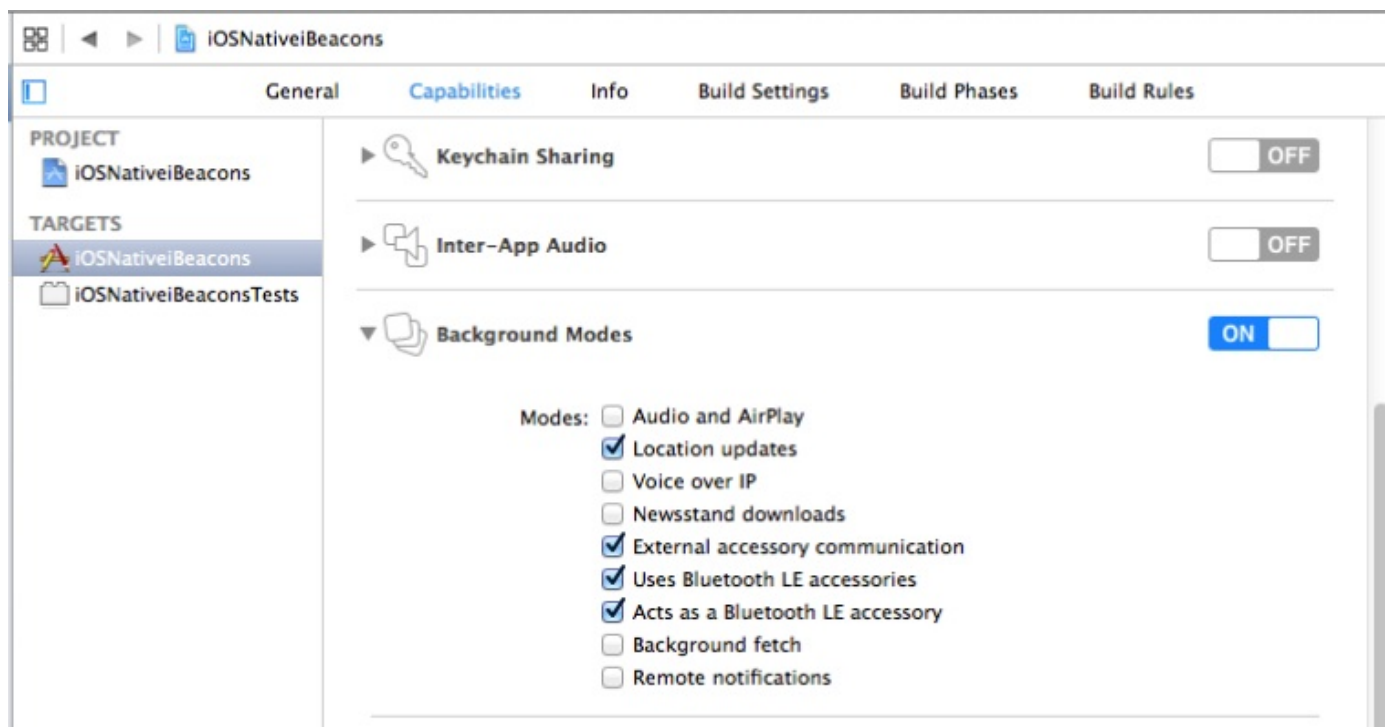 iOSNativeiBeacons
General Capabilities Info Build Settings Build Phases Build Rules
PROJECT
iOSNativeiBeacons
TARGETS
iOSNativeiBeacons
iOSNativeiBeaconsTests
Keychain Sharing OFF
Inter-App Audio OFF
Background Modes ON
Modes: Audio and AirPlay
Location updates
Voice over IP
Newsstand downloads
External accessory communication
Uses Bluetooth LE accessories
Acts as a Bluetooth LE accessory
Background fetch
Remote notifications